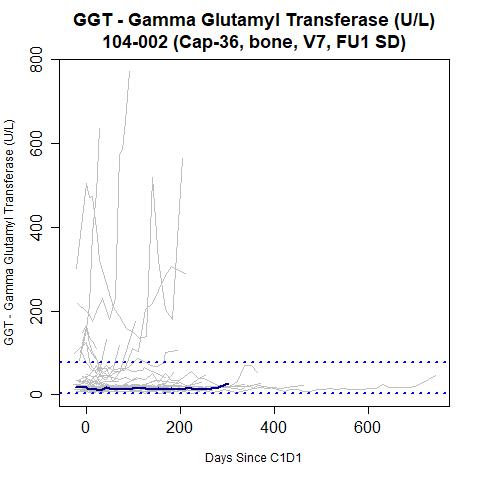 GGT - Gamma Glutamyl Transferase (U/L)
104-002 (Cap-36, bone, V7, FU1 SD)
GGT - Gamma Glutamyl Transferase (U/L)
800
600
400
200
0
0 200 400 600
Days Since C1D1